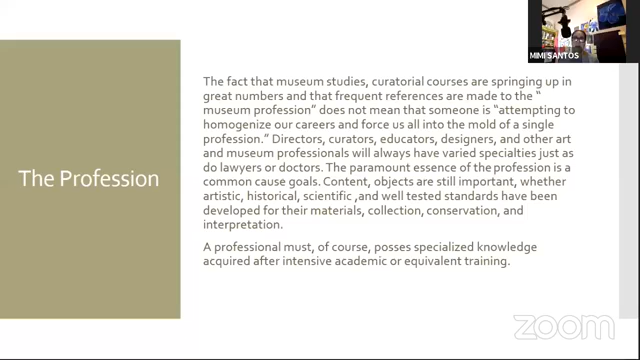 MIMI SANTOS
The Profession
The fact that museum studies, curatorial courses are springing up in
great numbers and that frequent references are made to the "
museum profession" does not mean that someone is "attempting to
homogenize our careers and force us all into the mold of a single
profession." Directors, curators, educators, designers, and other art
and museum professionals will always have varied specialties just as
do lawyers or doctors. The paramount essence of the profession is a
common cause goals. Content, objects are still important, whether
artistic, historical, scientific ,and well tested standards have been
developed for their materials, collection, conservation, and
interpretation.
A professional must, of course, posses specialized knowledge
acquired after intensive academic or equivalent training.
zoom